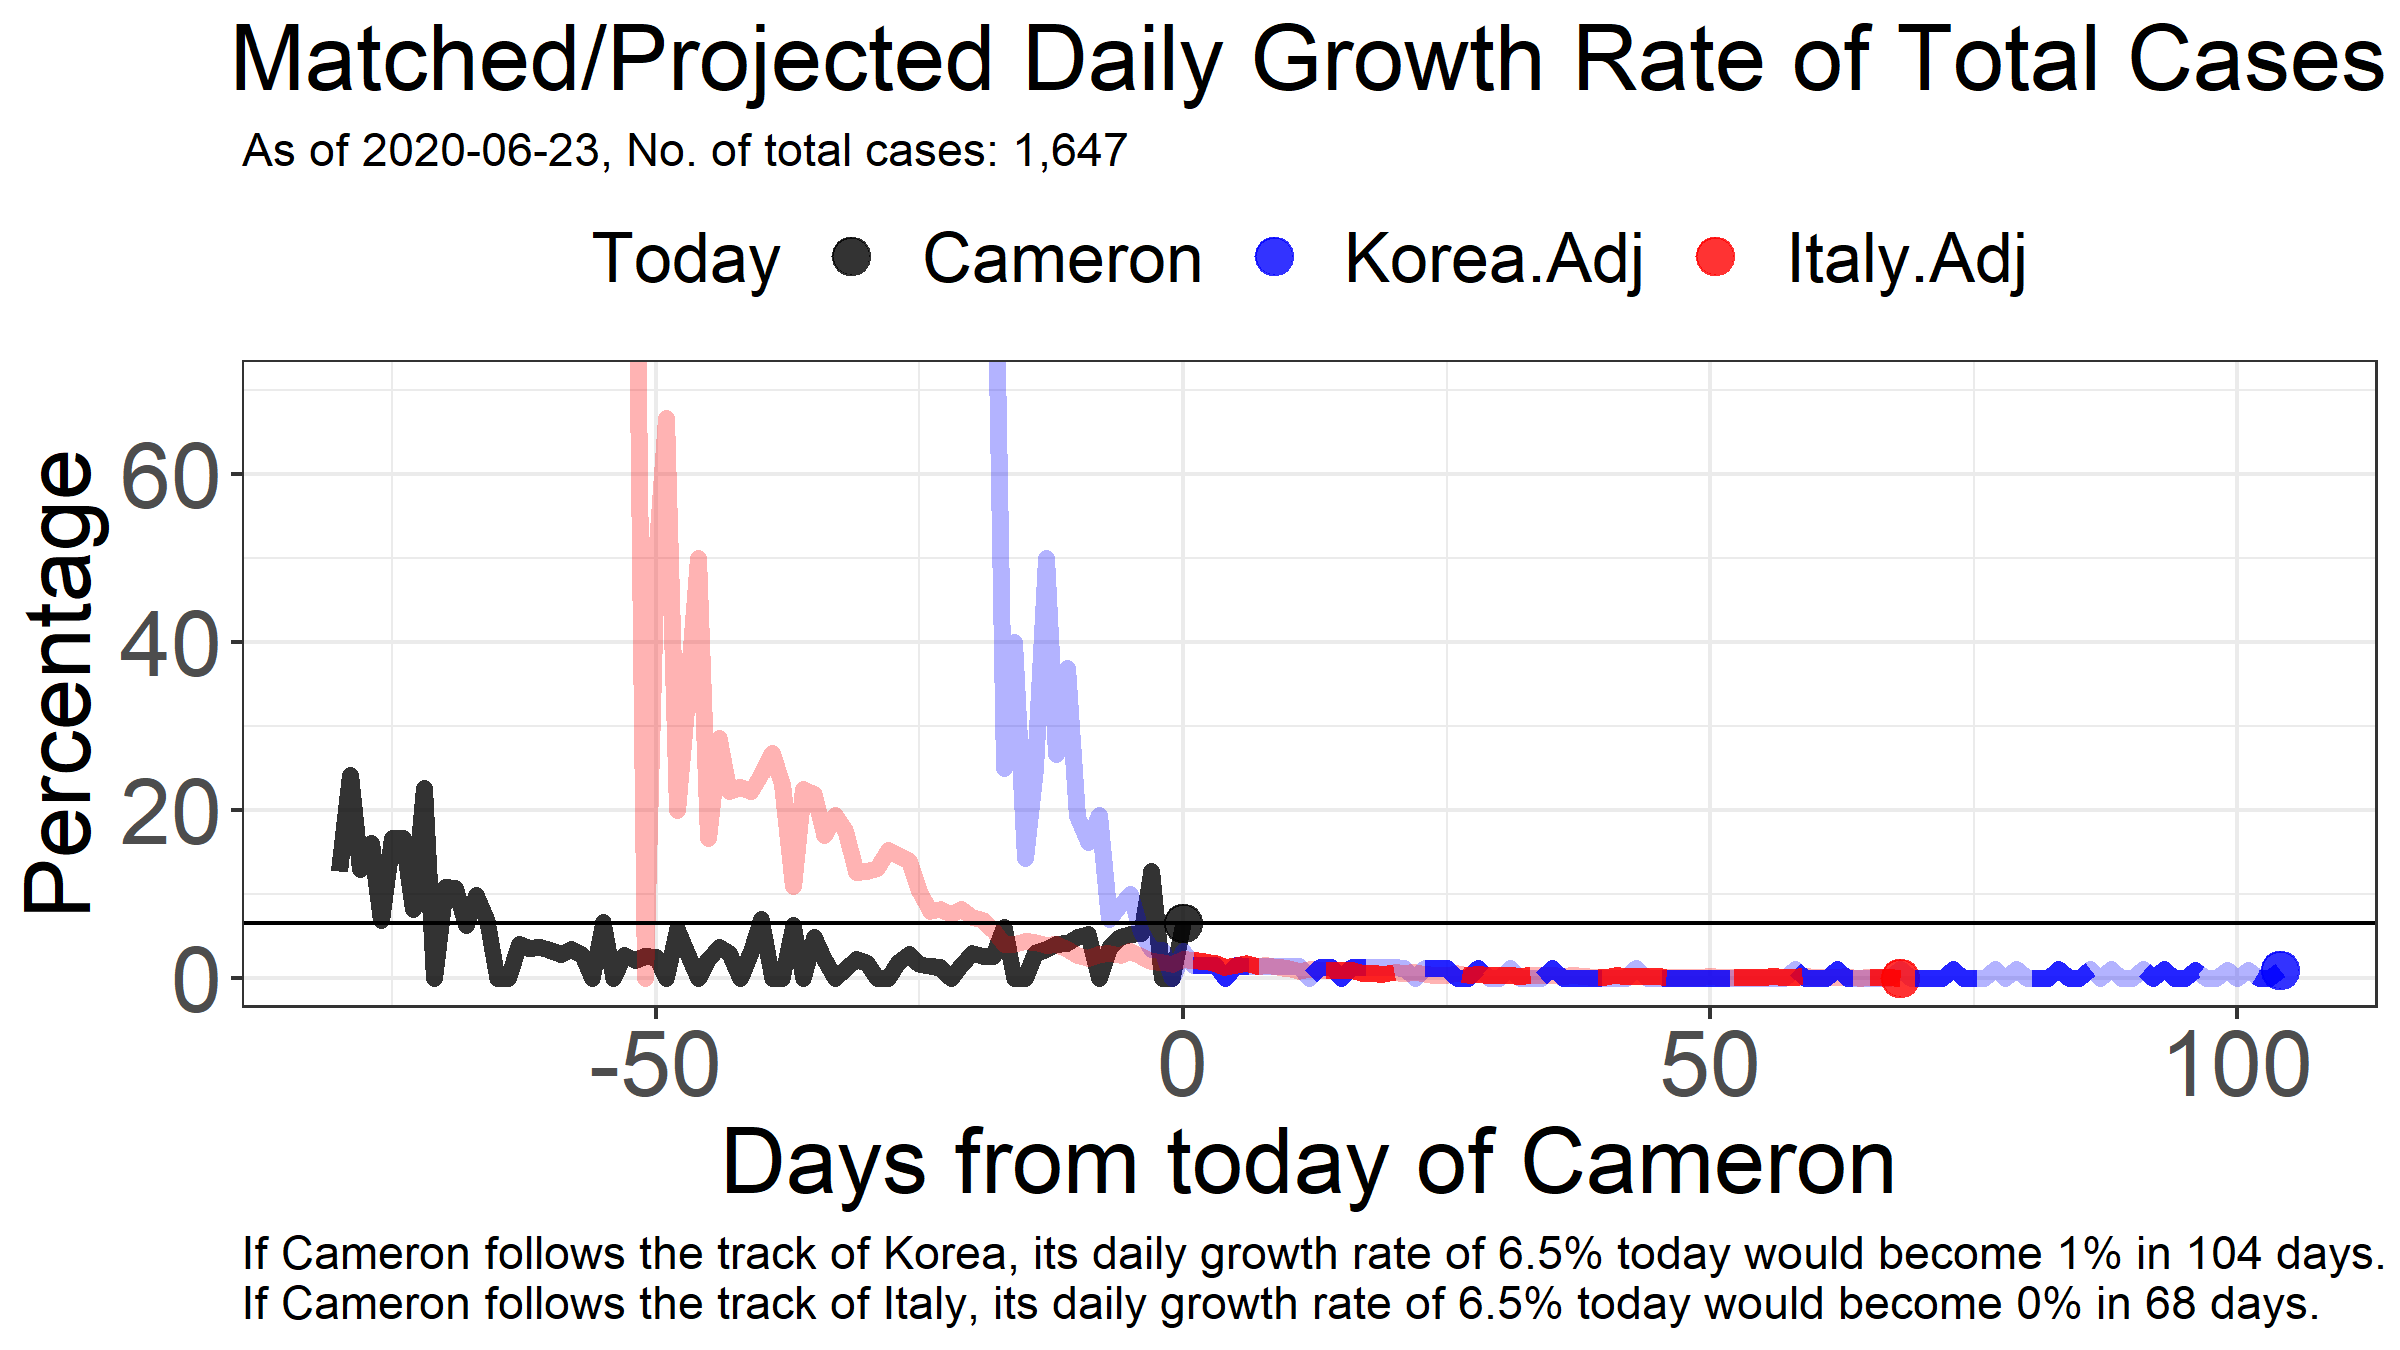 Matched/Projected Daily Growth Rate of Total Cases
As of 2020-06-23, No. of total cases: 1,647
Today Cameron Korea.Adj Italy.Adj
Percentage
60
40
20
0
-50 0 50 100
Days from today of Cameron
If Cameron follows the track of Korea, its daily growth rate of 6.5% today would become 1% in 104 days.
If Cameron follows the track of Italy, its daily growth rate of 6.5% today would become 0% in 68 days.